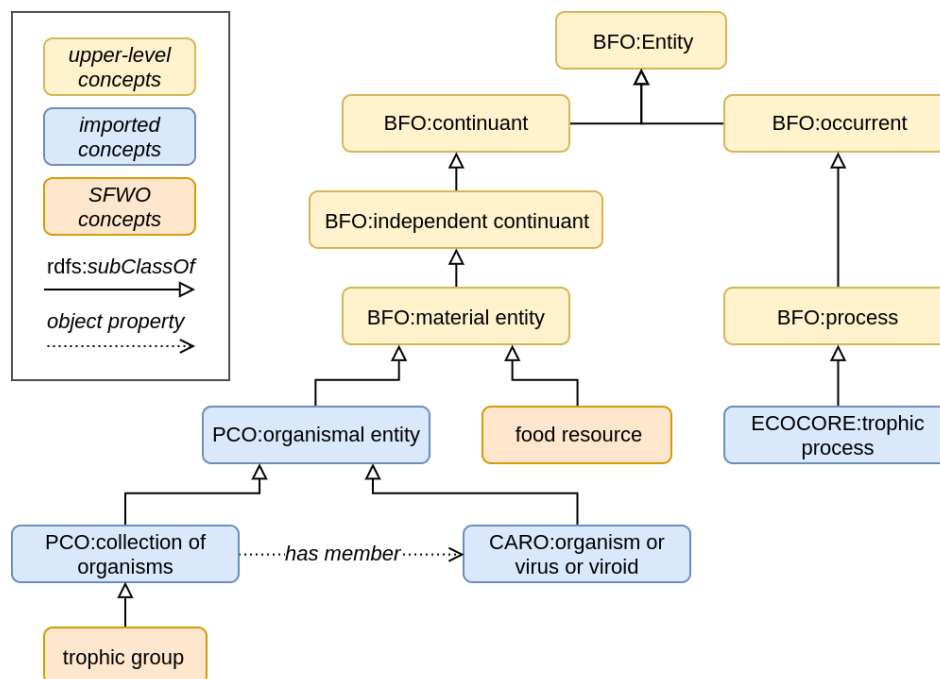 upper-level
concepts
imported
concepts
SFWO
concepts
rdfs:subClassOf
object property
BFO:Entity
BFO:continuant
BFO:occurrent
BFO:independent continuant
BFO:material entity
BFO:process
PCO:organismal entity
food resource
ECOCORE:trophic
process
PCO:collection of
organisms
has member
CARO:organism or
virus or viroid
trophic group